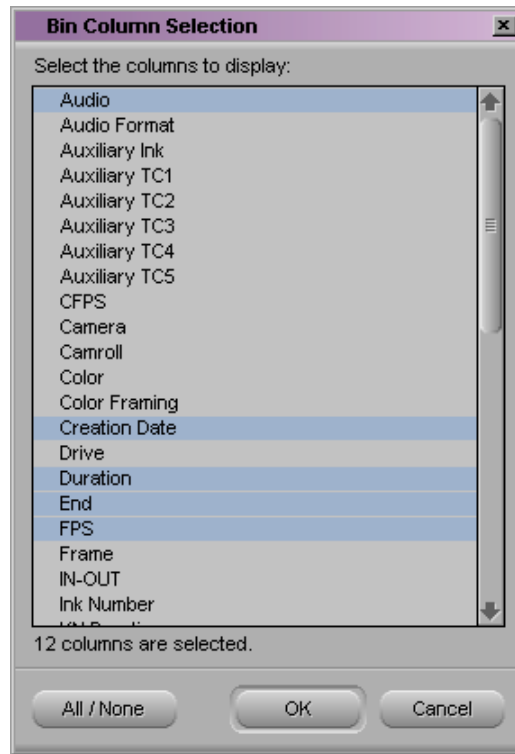 Bin Column Selection
Select the columns to display:
Audio
Audio Format
Auxiliary Ink
Auxiliary TC1
Auxiliary TC2
Auxiliary TC3
Auxiliary TC4
Auxiliary TC5
CFPS
Camera
Camroll
Color
Color Framing
Creation Date
Drive
Duration
End
FPS
Frame
IN-OUT
Ink Number
12 columns are selected.
All / None
OK
Cancel